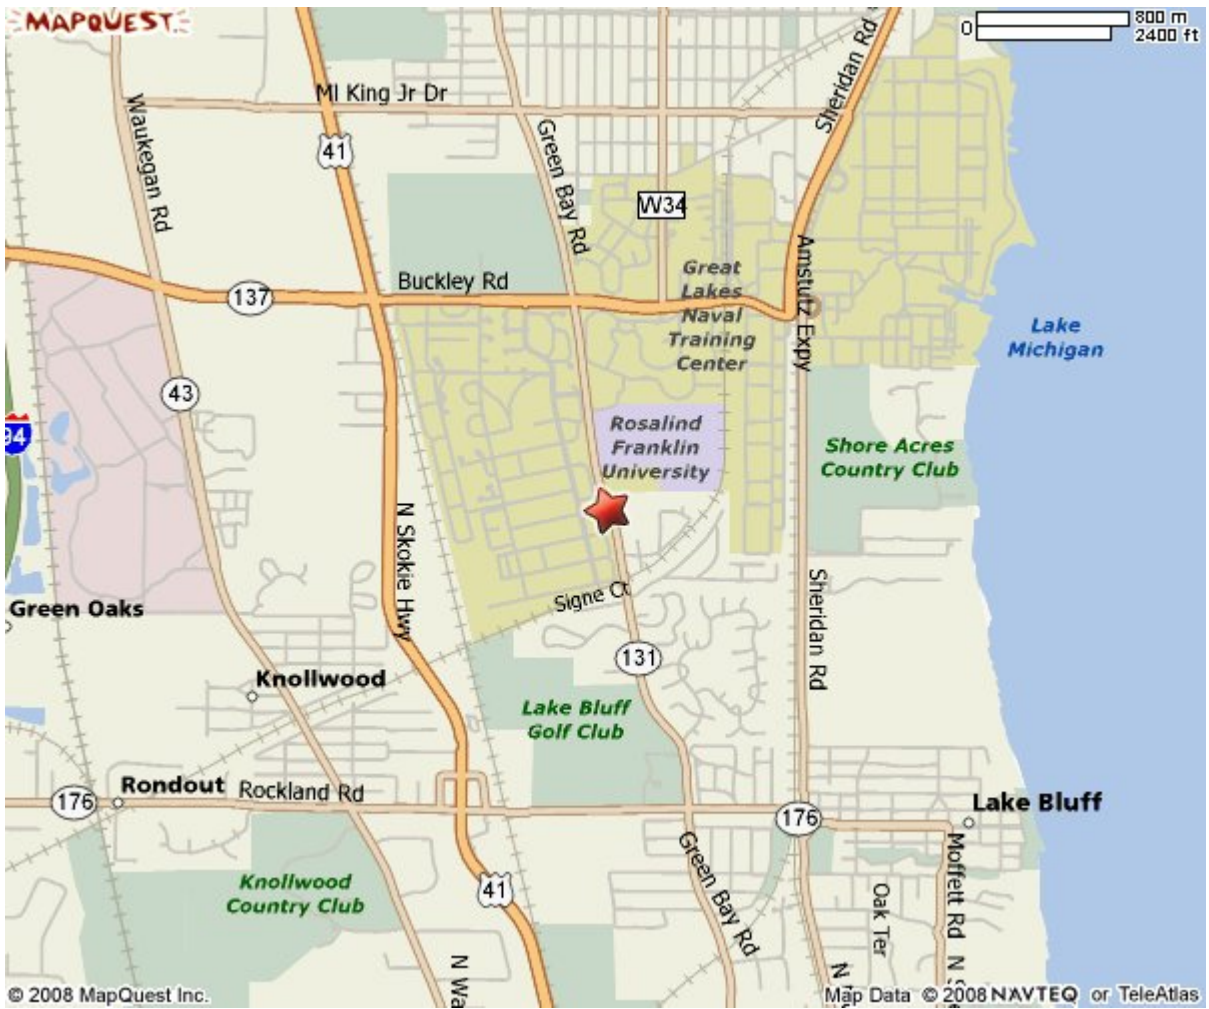 MAPQUEST
0
800 m
2400 ft
Ml King Jr Dr
Sheridan Rd
Waukegan Rd
41
Green Bay Rd
W34
Amstutz Expy
Great
Lakes
Naval
Training
Center
Buckley Rd
137
Lake
Michigan
43
94
Rosalind
Franklin
University
Shore Acres
Country Club
N Skokie Hwy
Signe Ct
Sheridan Rd
Green Oaks
131
Knollwood
Lake Bluff
Golf Club
Rondout
Rockland Rd
176
176
Lake Bluff
Green Bay Rd
Moffett Rd
Knollwood
Country Club
41
Oak Ter
N Wa
N
N S
© 2008 MapQuest Inc.
Map Data © 2008 NAVTEQ or TeleAtlas